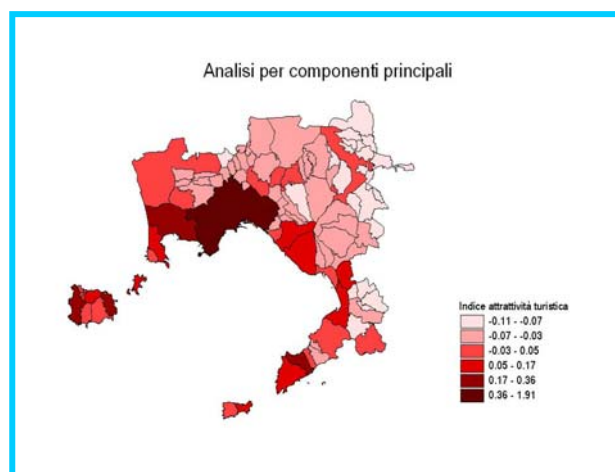 Analisi per componenti principali
Indice attrattività turistica
-0.11 - -0.07
-0.07 - -0.03
-0.03 - 0.05
0.05 - 0.17
0.17 - 0.36
0.36 - 1.91